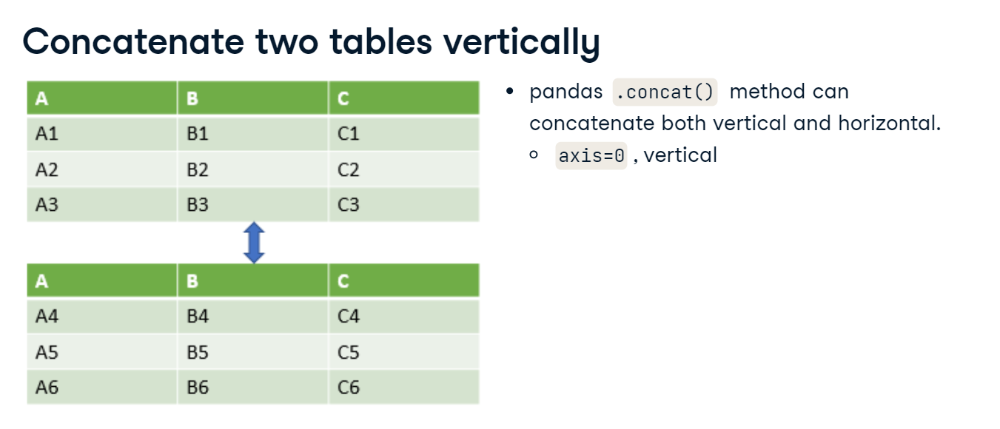 Concatenate two tables vertically
A B C
A1 B1 C1
A2 B2 C2
A3 B3 C3
A B C
A4 B4 C4
A5 B5 C5
A6 B6 C6
• pandas .concat() method can
concatenate both vertical and horizontal.
○ axis=0 , vertical